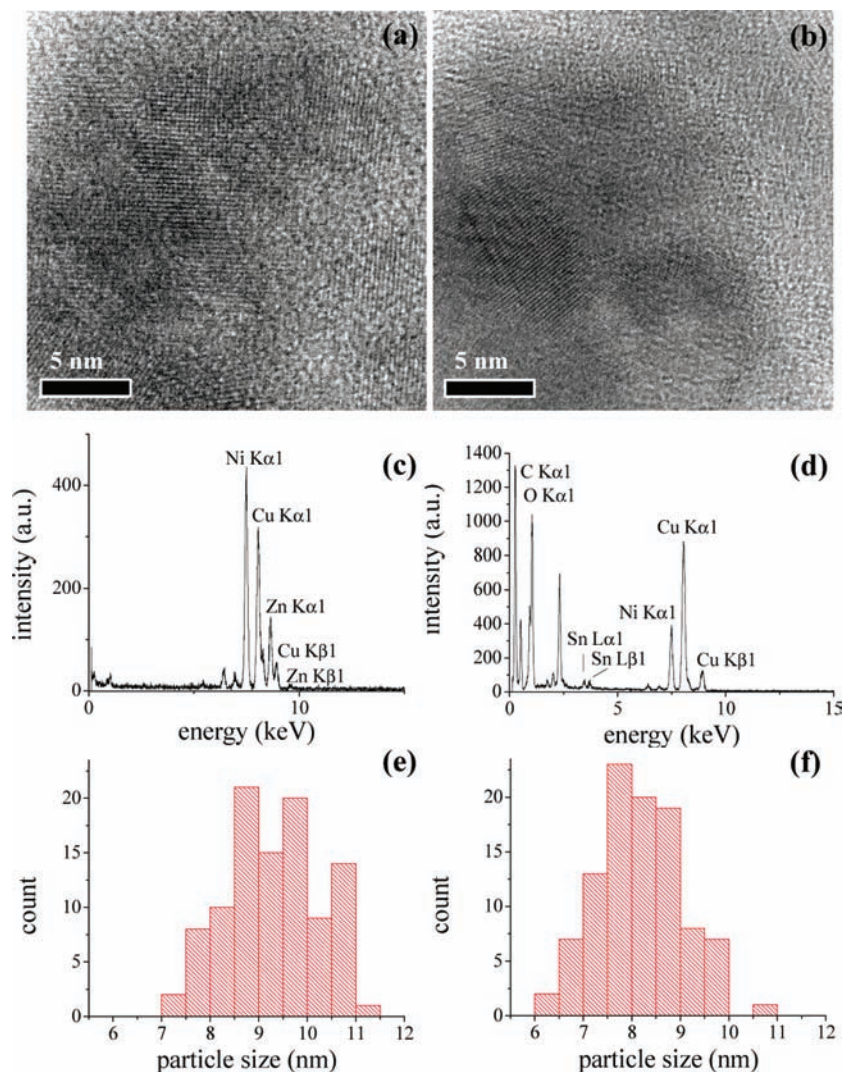 (a)
(b)
5 nm
5 nm
(c)
Ni Kα1
Cu Kα1
Zn Kα1
Cu Kβ1
Zn Kβ1
400
200
0
0
10
intensity (a.u.)
energy (keV)
(d)
C Kα1
O Kα1
Cu Kα1
Ni Kα1
Sn Lα1
Sn Lβ1
Cu Kβ1
1400
1200
1000
800
600
400
200
0
0
5
10
15
intensity (a.u.)
energy (keV)
(e)
20
15
10
5
0
6
7
8
9
10
11
12
count
particle size (nm)
(f)
20
15
10
5
0
6
7
8
9
10
11
12
count
particle size (nm)